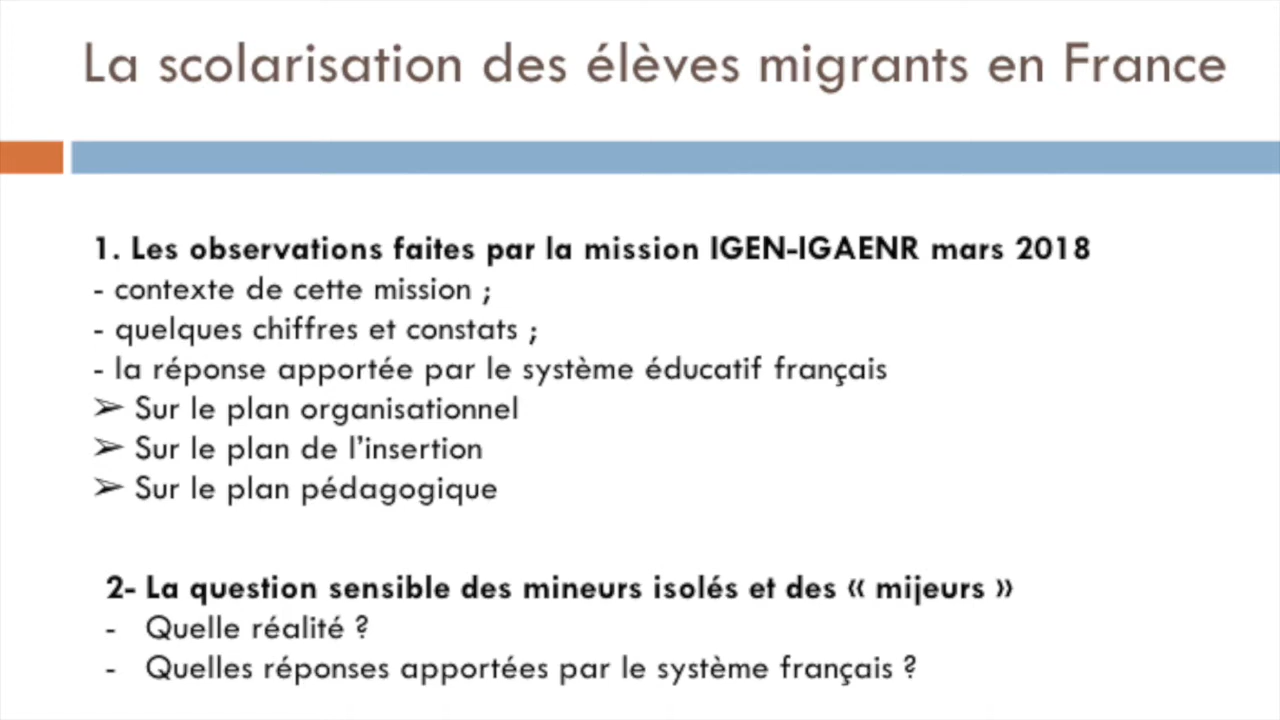 La scolarisation des élèves migrants en France
1. Les observations faites par la mission IGEN-IGAENR mars 2018
- contexte de cette mission ;
- quelques chiffres et constats ;
- la réponse apportée par le système éducatif français
➢ Sur le plan organisationnel
➢ Sur le plan de l’insertion
➢ Sur le plan pédagogique
2- La question sensible des mineurs isolés et des « mijeurs »
- Quelle réalité ?
- Quelles réponses apportées par le système français ?